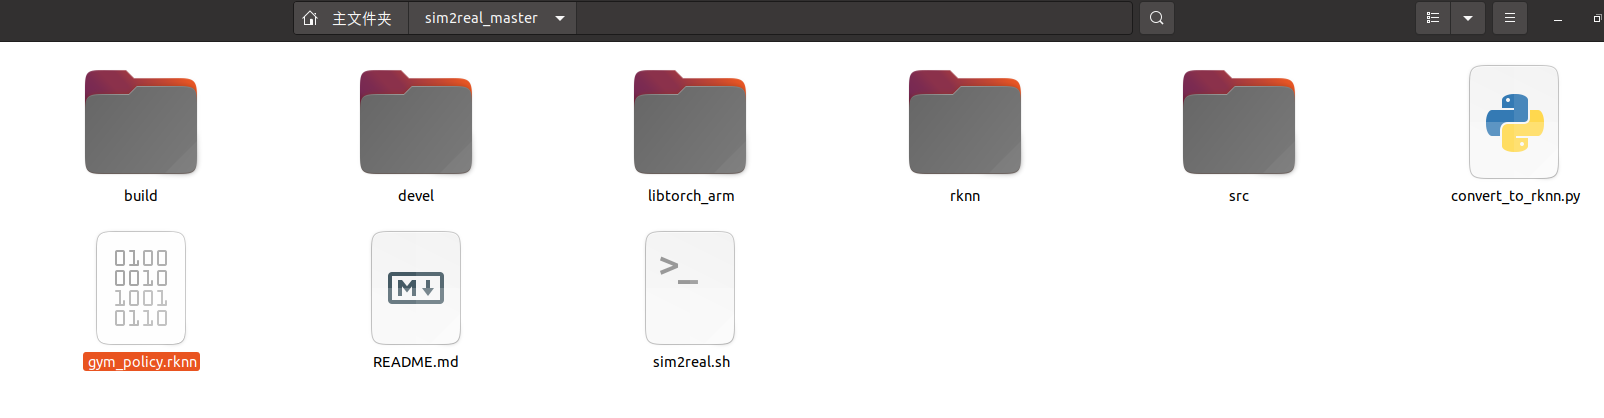 主文件夹 sim2real_master
build devel libtorch_arm rknn src convert_to_rknn.py
0100
0010
1001
0110
M
>_
gym_policy.rknn README.md sim2real.sh